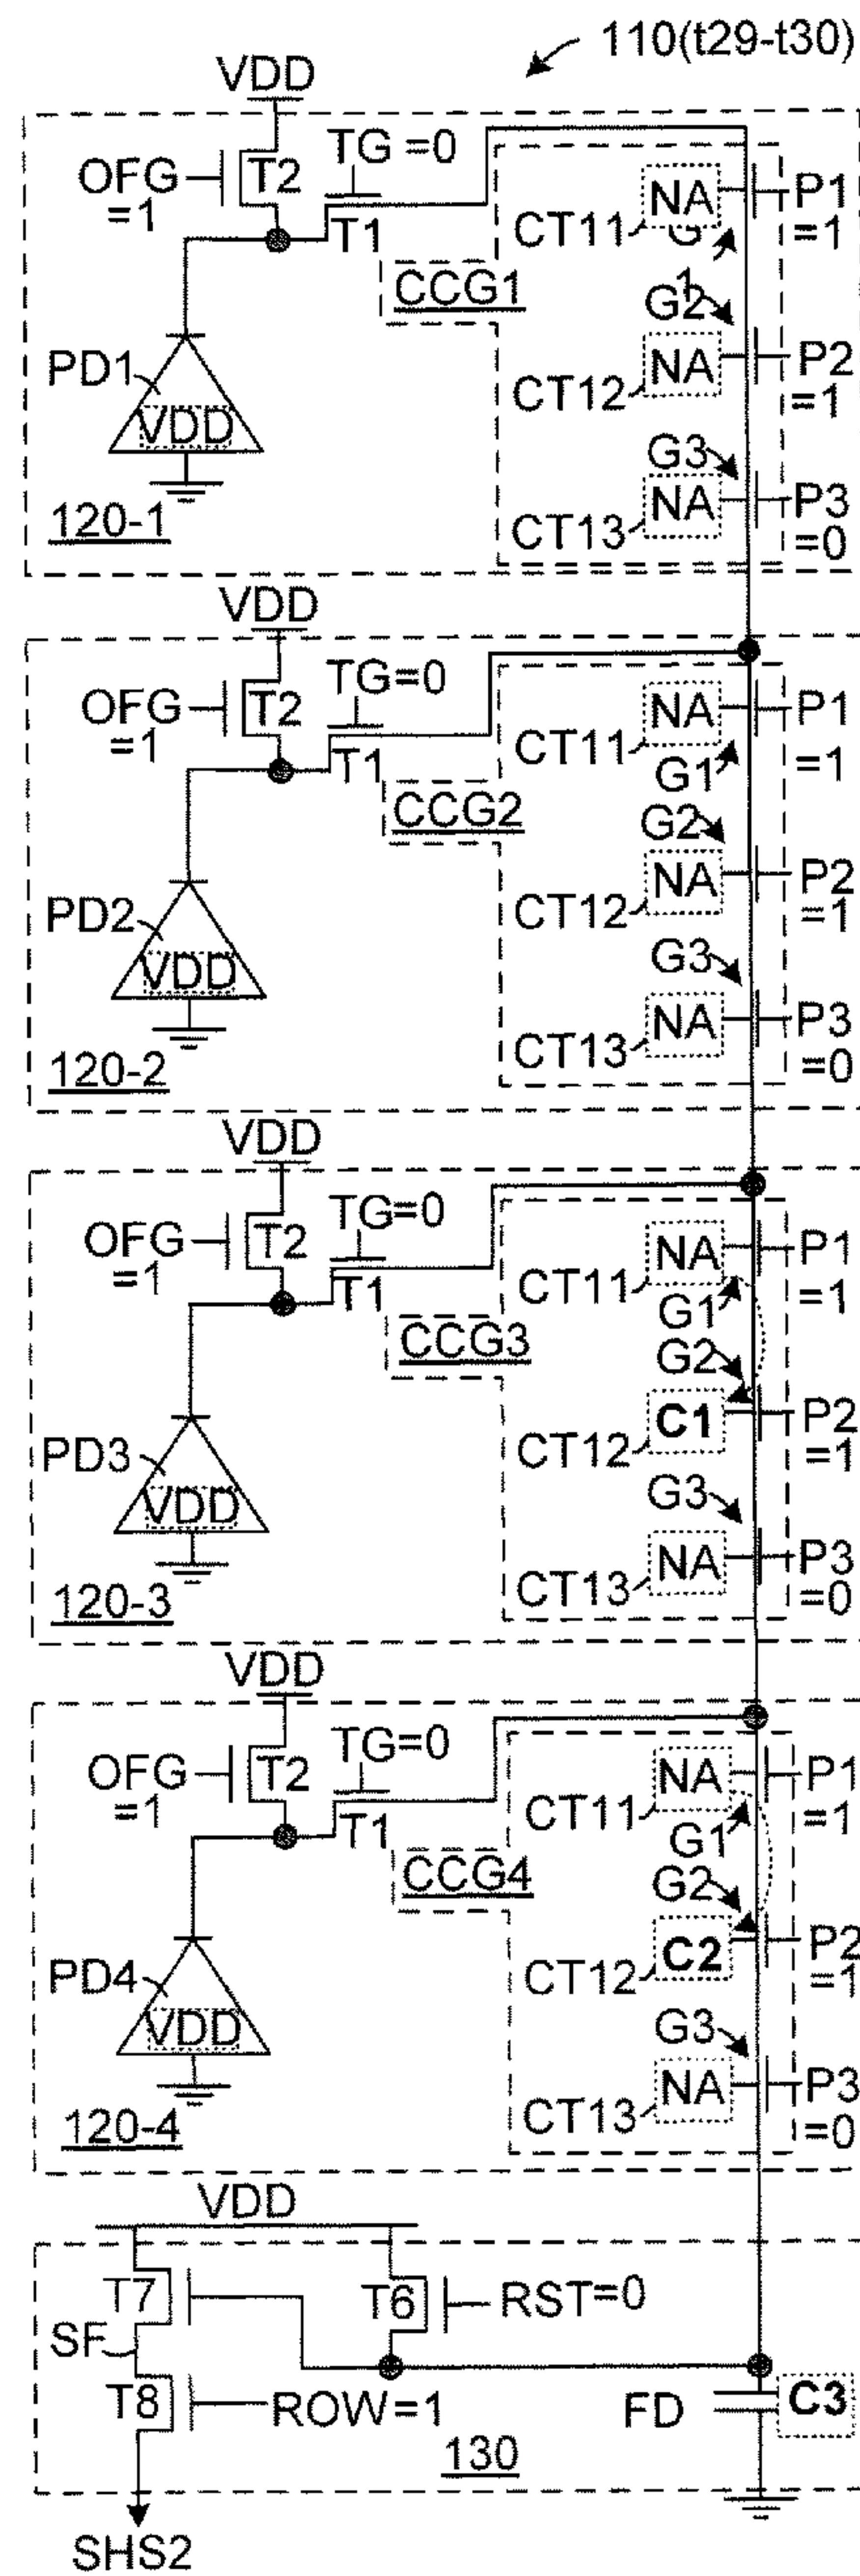 110(t29-t30)
VDD
OFG
=1
T2
TG =0
T1
CCG1
PD1
VDD
120-1
CT11
NA
G
1
P1
=1
G2
CT12
NA
P2
=1
G3
CT13
NA
P3
=0
VDD
OFG
=1
T2
TG=0
T1
CCG2
PD2
VDD
120-2
CT11
NA
G1
P1
=1
G2
CT12
NA
P2
=1
G3
CT13
NA
P3
=0
VDD
OFG
=1
T2
TG=0
T1
CCG3
PD3
VDD
120-3
CT11
NA
G1
P1
=1
G2
CT12
C1
P2
=1
G3
CT13
NA
P3
=0
VDD
OFG
=1
T2
TG=0
T1
CCG4
PD4
VDD
120-4
CT11
NA
G1
P1
=1
G2
CT12
C2
P2
=1
G3
CT13
NA
P3
=0
VDD
T7
T6
RST=0
SF
T8
ROW=1
FD
C3
130
SHS2